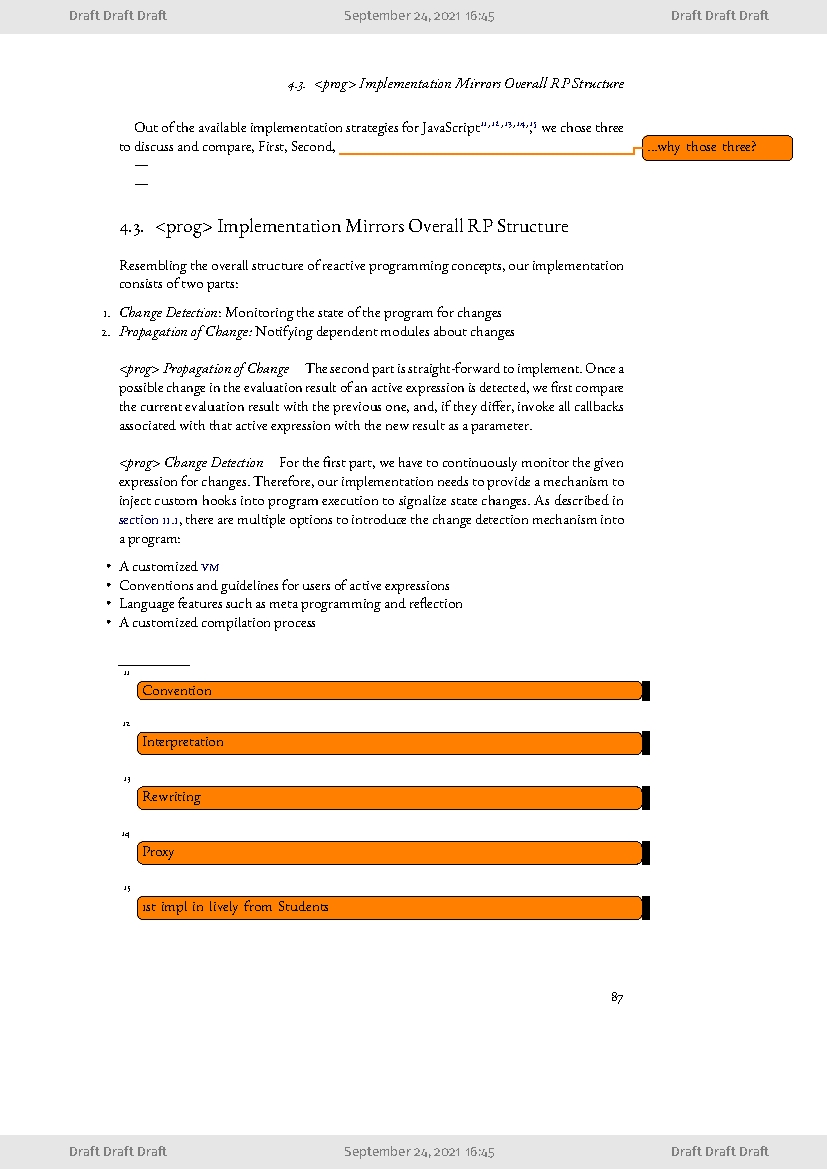 Draft Draft Draft September 24, 2021 16:45 Draft Draft Draft
4.3. <prog> Implementation Mirrors Overall RP Structure
Out of the available implementation strategies for JavaScript11,12,13,14,15, we chose three
to discuss and compare, First, Second,
...why those three?
—
—
4.3. <prog> Implementation Mirrors Overall RP Structure
Resembling the overall structure of reactive programming concepts, our implementation
consists of two parts:
1. Change Detection: Monitoring the state of the program for changes
2. Propagation of Change: Notifying dependent modules about changes
<prog> Propagation of Change The second part is straight-forward to implement. Once a
possible change in the evaluation result of an active expression is detected, we first compare
the current evaluation result with the previous one, and, if they differ, invoke all callbacks
associated with that active expression with the new result as a parameter.
<prog> Change Detection For the first part, we have to continuously monitor the given
expression for changes. Therefore, our implementation needs to provide a mechanism to
inject custom hooks into program execution to signalize state changes. As described in
section 11.1, there are multiple options to introduce the change detection mechanism into
a program:
• A customized VM
• Conventions and guidelines for users of active expressions
• Language features such as meta programming and reflection
• A customized compilation process
11
Convention
12
Interpretation
13
Rewriting
14
Proxy
15
1st impl in lively from Students
87
Draft Draft Draft September 24, 2021 16:45 Draft Draft Draft